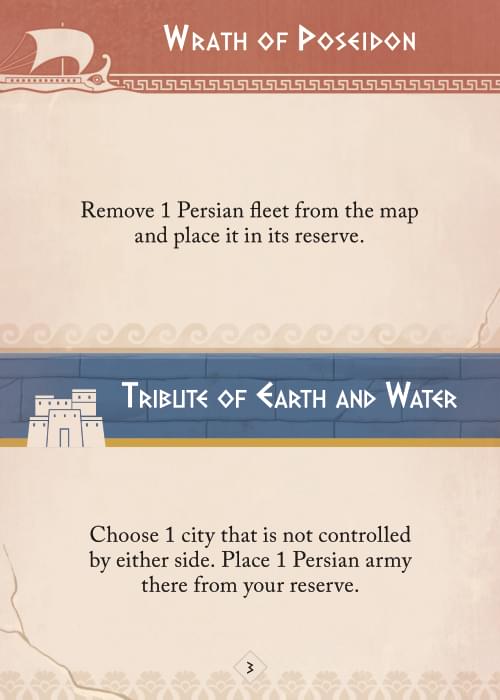 Wrath of Poseidon
Remove 1 Persian fleet from the map
and place it in its reserve.
Tribute of Earth and Water
Choose 1 city that is not controlled
by either side. Place 1 Persian army
there from your reserve.
3